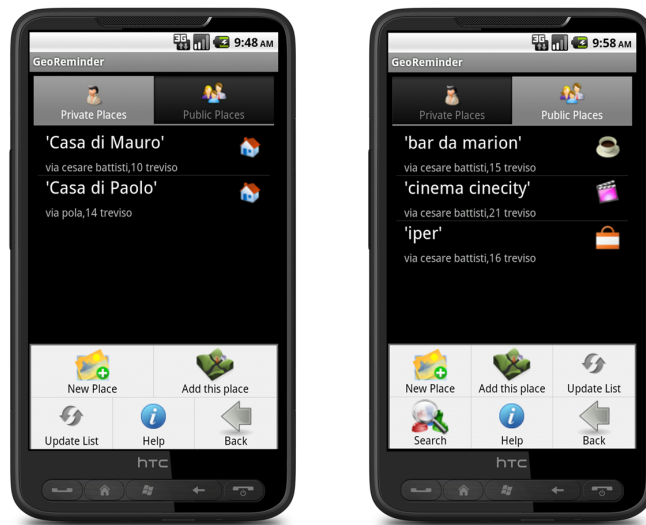 3G 9:48 AM
GeoReminder
Private Places Public Places
'Casa di Mauro'
via cesare battisti,10 treviso
'Casa di Paolo'
via pola,14 treviso
New Place Add this place
Update List Help Back
hTC
3G 9:58 AM
GeoReminder
Private Places Public Places
'bar da marion'
via cesare battisti,15 treviso
'cinema cinecity'
via cesare battisti,21 treviso
'iper'
via cesare battisti,16 treviso
New Place Add this place Update List
Search Help Back
hTC